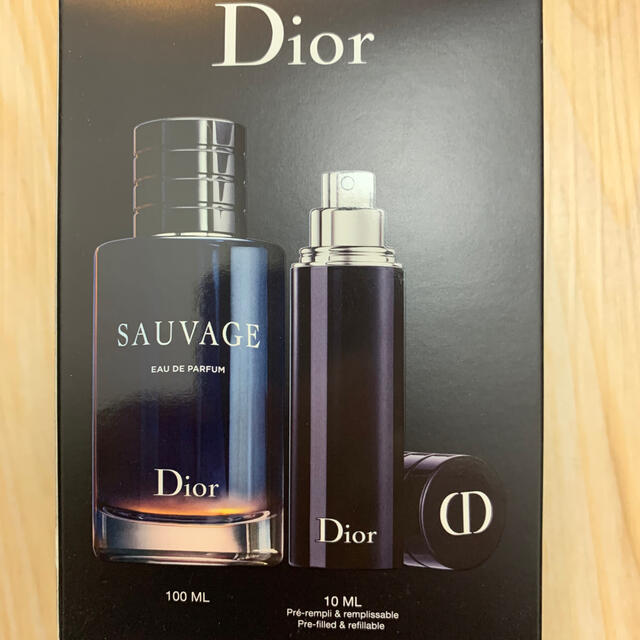 Dior
SAUVAGE
EAU DE PARFUM
Dior
100 ML
Dior
CD
10 ML
Pré-rempli & remplissable
Pre-filled & refillable